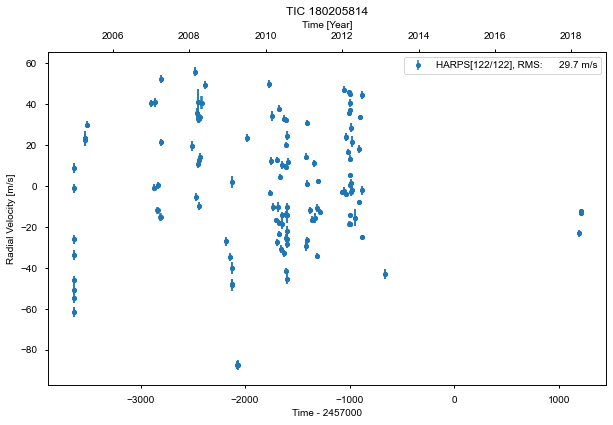 TIC 180205814
Time [Year]
2006 2008 2010 2012 2014 2016 2018
HARPS[122/122], RMS: 29.7 m/s
Radial Velocity [m/s]
60
40
20
0
−20
−40
−60
−80
−3000 −2000 −1000 0 1000
Time - 2457000